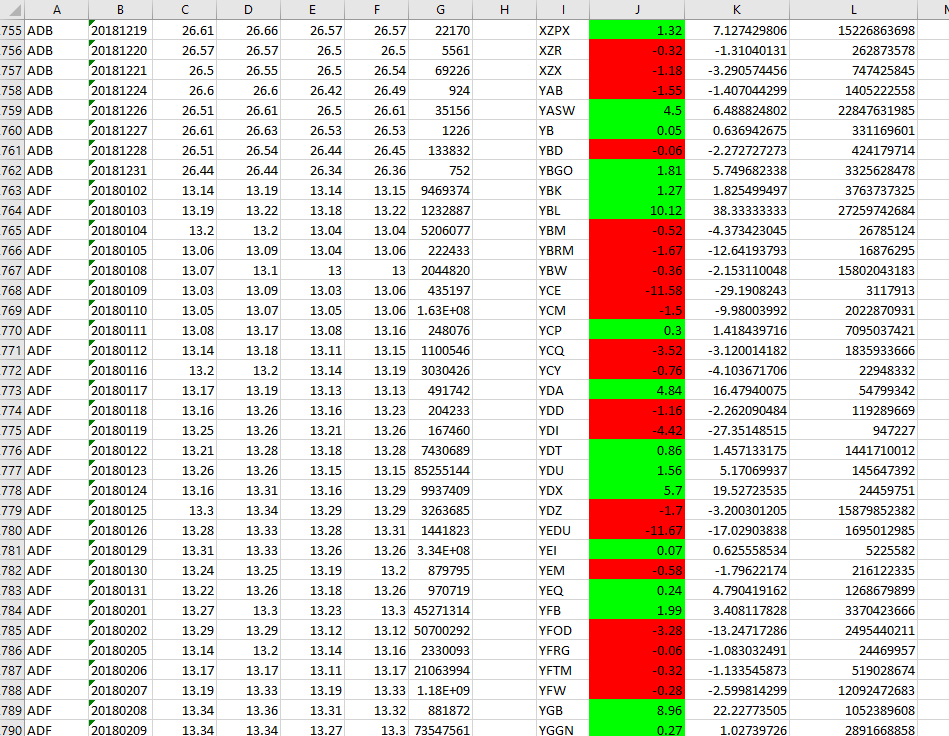 A B C D E F G H I J K L
755 ADB 20181219 26.61 26.66 26.57 26.57 22170 XZPX 1.32 7.127429806 15226863698
756 ADB 20181220 26.57 26.57 26.5 26.5 5561 XZR -0.32 -1.31040131 262873578
757 ADB 20181221 26.5 26.55 26.5 26.54 69226 XZX -1.18 -3.290574456 747425845
758 ADB 20181224 26.6 26.6 26.42 26.49 924 YAB -1.55 -1.407044299 1405222558
759 ADB 20181226 26.51 26.61 26.5 26.61 35156 YASW 4.5 6.488824802 22847631985
760 ADB 20181227 26.61 26.63 26.53 26.53 1226 YB 0.05 0.636942675 331169601
761 ADB 20181228 26.51 26.54 26.44 26.45 133832 YBD -0.06 -2.272727273 424179714
762 ADB 20181231 26.44 26.44 26.34 26.36 752 YBGO 1.81 5.749682338 3325628478
763 ADF 20180102 13.14 13.19 13.14 13.15 9469374 YBK 1.27 1.825499497 3763737325
764 ADF 20180103 13.19 13.22 13.18 13.22 1232887 YBL 10.12 38.33333333 27259742684
765 ADF 20180104 13.2 13.2 13.04 13.04 5206077 YBM -0.52 -4.373423045 26785124
766 ADF 20180105 13.06 13.09 13.04 13.06 222433 YBRM -1.67 -12.64193793 16876295
767 ADF 20180108 13.07 13.1 13 13 2044820 YBW -0.36 -2.153110048 15802043183
768 ADF 20180109 13.03 13.09 13.03 13.06 435197 YCE -11.58 -29.1908243 3117913
769 ADF 20180110 13.05 13.07 13.05 13.06 1.63E+08 YCM -1.5 -9.98003992 2022870931
770 ADF 20180111 13.08 13.17 13.08 13.16 248076 YCP 0.3 1.418439716 7095037421
771 ADF 20180112 13.14 13.18 13.11 13.15 1100546 YCQ -3.52 -3.120014182 1835933666
772 ADF 20180116 13.2 13.2 13.14 13.19 3030426 YCY -0.76 -4.103671706 22948332
773 ADF 20180117 13.17 13.19 13.13 13.13 491742 YDA 4.84 16.47940075 54799342
774 ADF 20180118 13.16 13.26 13.16 13.23 204233 YDD -1.16 -2.262090484 119289669
775 ADF 20180119 13.25 13.26 13.21 13.26 167460 YDI -4.42 -27.35148515 947227
776 ADF 20180122 13.21 13.28 13.18 13.28 7430689 YDT 0.86 1.457133175 1441710012
777 ADF 20180123 13.26 13.26 13.15 13.15 85255144 YDU 1.56 5.17069937 145647392
778 ADF 20180124 13.16 13.31 13.16 13.29 9937409 YDX 5.7 19.52723535 24459751
779 ADF 20180125 13.3 13.34 13.29 13.29 3263685 YDZ -1.7 -3.200301205 15879852382
780 ADF 20180126 13.28 13.33 13.28 13.31 1441823 YEDU -11.67 -17.02903838 1695012985
781 ADF 20180129 13.31 13.33 13.26 13.26 3.34E+08 YEI 0.07 0.625558534 5225582
782 ADF 20180130 13.24 13.25 13.19 13.2 879795 YEM -0.58 -1.79622174 216122335
783 ADF 20180131 13.22 13.26 13.18 13.26 970719 YEQ 0.24 4.790419162 1268679899
784 ADF 20180201 13.27 13.3 13.23 13.3 45271314 YFB 1.99 3.408117828 3370423666
785 ADF 20180202 13.29 13.29 13.12 13.12 50700292 YFOD -3.28 -13.24717286 2495440211
786 ADF 20180205 13.14 13.2 13.14 13.16 2330093 YFRG -0.06 -1.083032491 24469957
787 ADF 20180206 13.17 13.17 13.11 13.17 21063994 YFTM -0.32 -1.133545873 519028674
788 ADF 20180207 13.19 13.33 13.19 13.33 1.18E+09 YFW -0.28 -2.599814299 12092472683
789 ADF 20180208 13.34 13.36 13.31 13.32 881872 YGB 8.96 22.22773505 1052389608
790 ADF 20180209 13.34 13.34 13.27 13.3 73547561 YGGN 0.27 1.02739726 2891668858